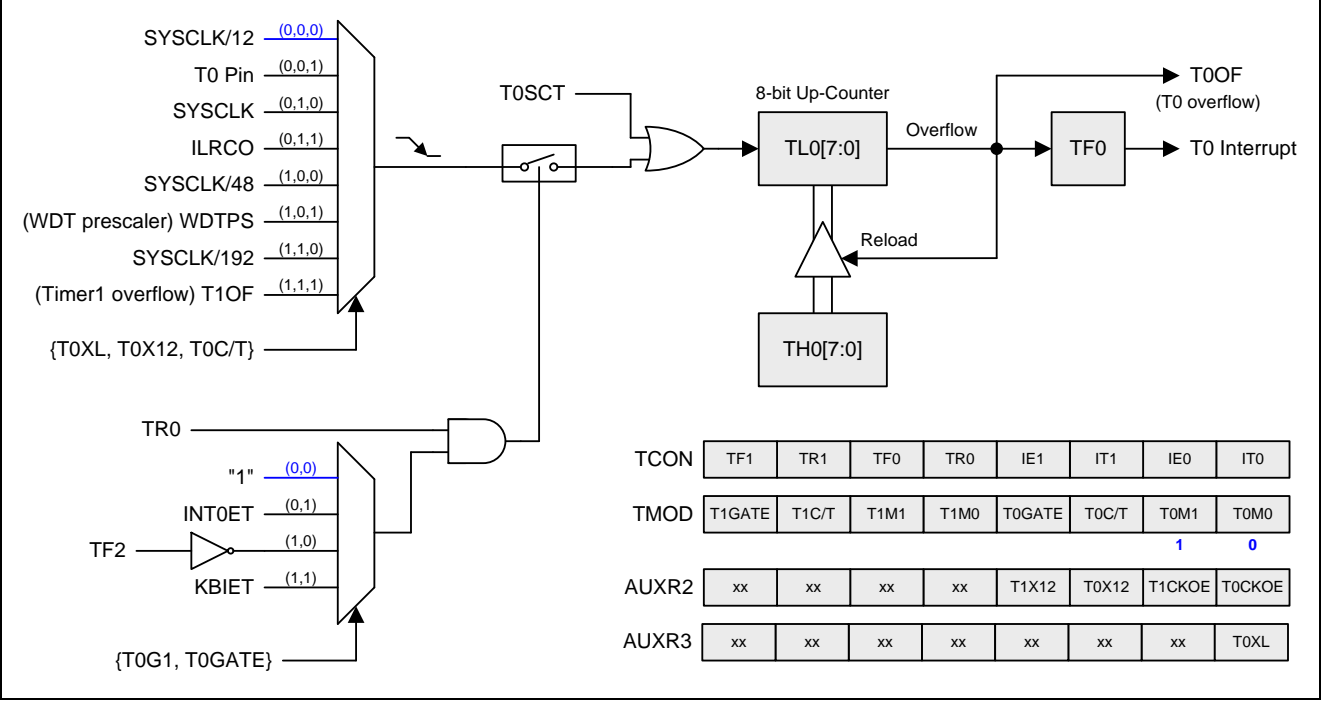 SYSCLK/12 (0,0,0)
T0 Pin (0,0,1)
SYSCLK (0,1,0)
ILRCO (0,1,1)
SYSCLK/48 (1,0,0)
(WDT prescaler) WDTPS (1,0,1)
SYSCLK/192 (1,1,0)
(Timer1 overflow) T1OF (1,1,1)
{T0XL, T0X12, T0C/T}
T0SCT
8-bit Up-Counter
TL0[7:0]
Overflow
T0OF
(T0 overflow)
TF0
T0 Interrupt
Reload
TH0[7:0]
TR0
"1" (0,0)
INT0ET (0,1)
TF2 (1,0)
KBIET (1,1)
{T0G1, T0GATE}
TCON TF1 TR1 TF0 TR0 IE1 IT1 IE0 IT0
TMOD T1GATE T1C/T T1M1 T1M0 T0GATE T0C/T T0M1 T0M0
1 0
AUXR2 xx xx xx xx T1X12 T0X12 T1CKOE T0CKOE
AUXR3 xx xx xx xx xx xx xx T0XL